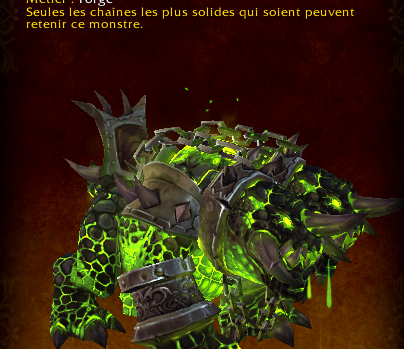 Métier : Forge
Seules les chaînes les plus solides qui soient peuvent
retenir ce monstre.